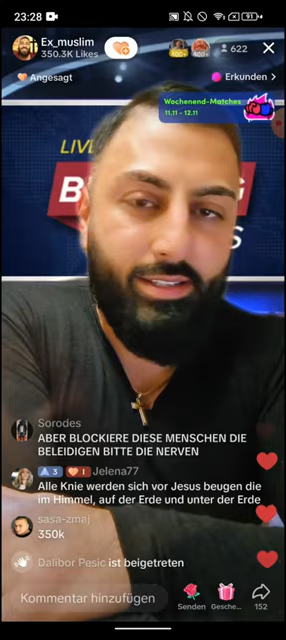 23:28
91
Ex_muslim
350.3K Likes
400+
400+
622
Angesagt
Erkunden >
Wochenend-Matches
11.11 - 12.11
LIVE
B
G
S
Sorodes
ABER BLOCKIERE DIESE MENSCHEN DIE
BELEIDIGEN BITTE DIE NERVEN
3
1
Jelena77
Alle Knie werden sich vor Jesus beugen die
im Himmel, auf der Erde und unter der Erde
sasa-zmaj
350k
Dalibor Pesic ist beigetreten
Kommentar hinzufügen
Senden
Gesche...
152